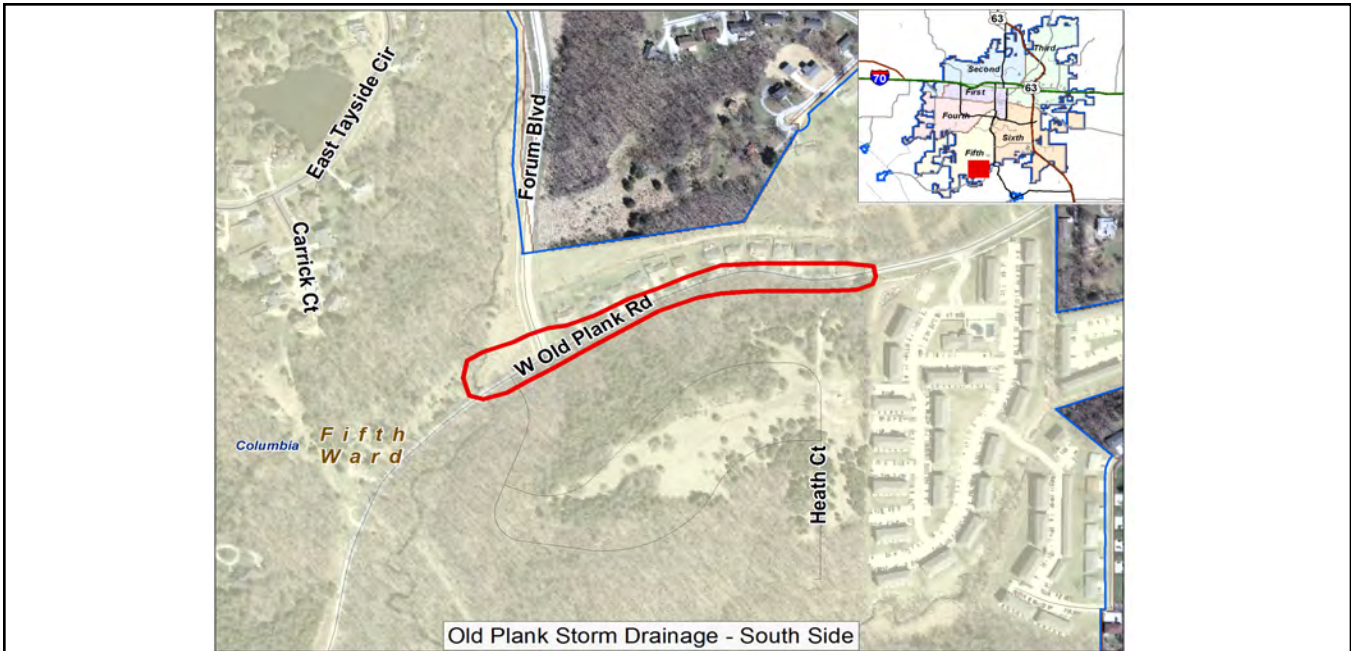 East Tayside Cir
Forum Blvd
Carrick Ct
W Old Plank Rd
Heath Ct
Columbia
Fifth
Ward
63
Third
Second
70
63
First
Fourth
Sixth
Fifth
Old Plank Storm Drainage - South Side